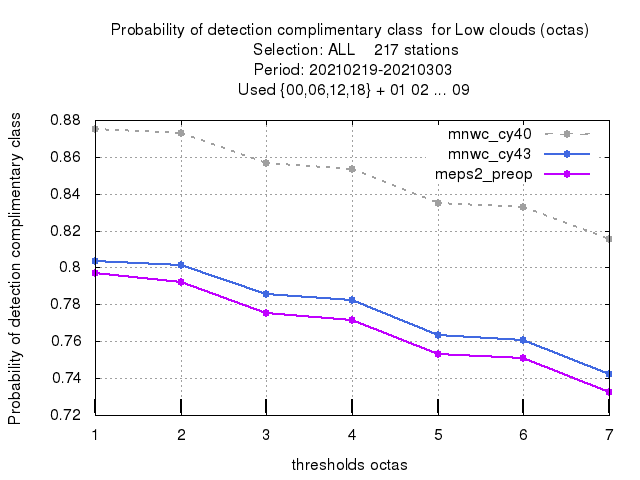 Probability of detection complimentary class  for Low clouds (octas)
Selection: ALL    217 stations
Period: 20210219-20210303
Used {00,06,12,18} + 01 02 ... 09
Probability of detection complimentary class
0.88
0.86
0.84
0.82
0.8
0.78
0.76
0.74
0.72
mnwc_cy40
mnwc_cy43
meps2_preop
1 2 3 4 5 6 7
thresholds octas